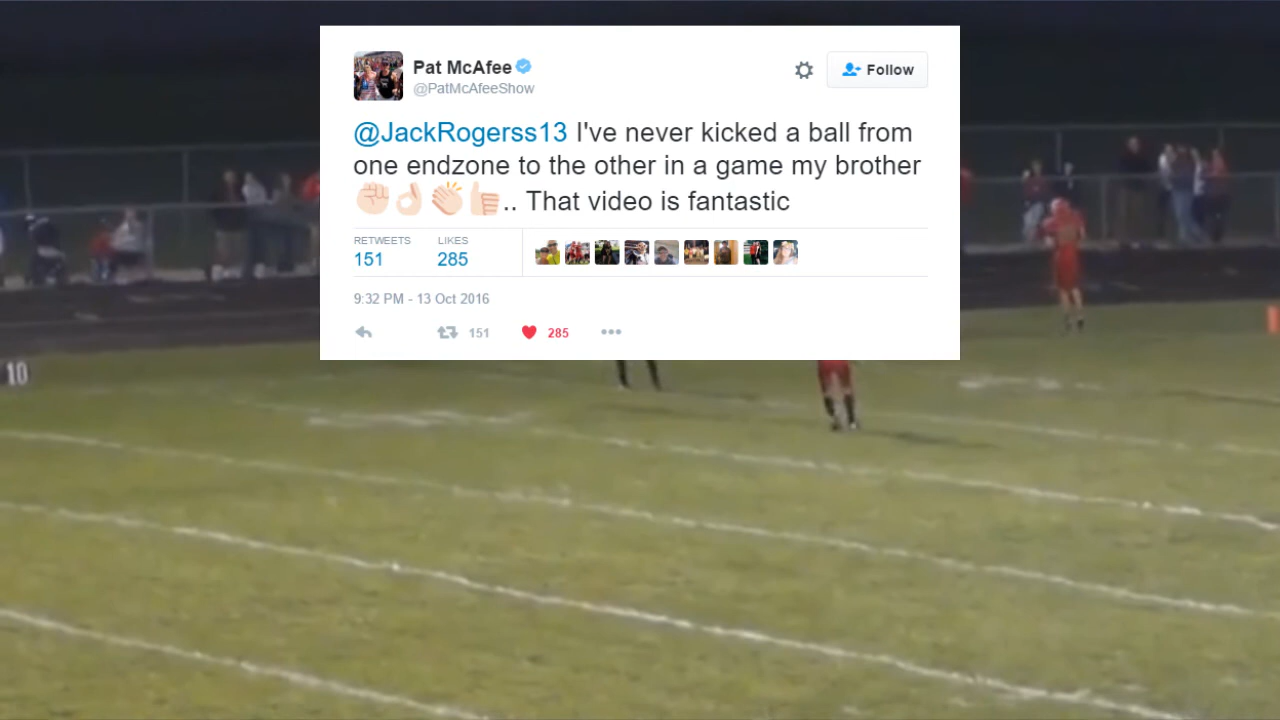 Pat McAfee
@PatMcAfeeShow
Follow
@JackRogerss13 I've never kicked a ball from
one endzone to the other in a game my brother
✊🏻👌🏻👏🏻👍🏻.. That video is fantastic
RETWEETS LIKES
151 285
9:32 PM - 13 Oct 2016
151 285
10